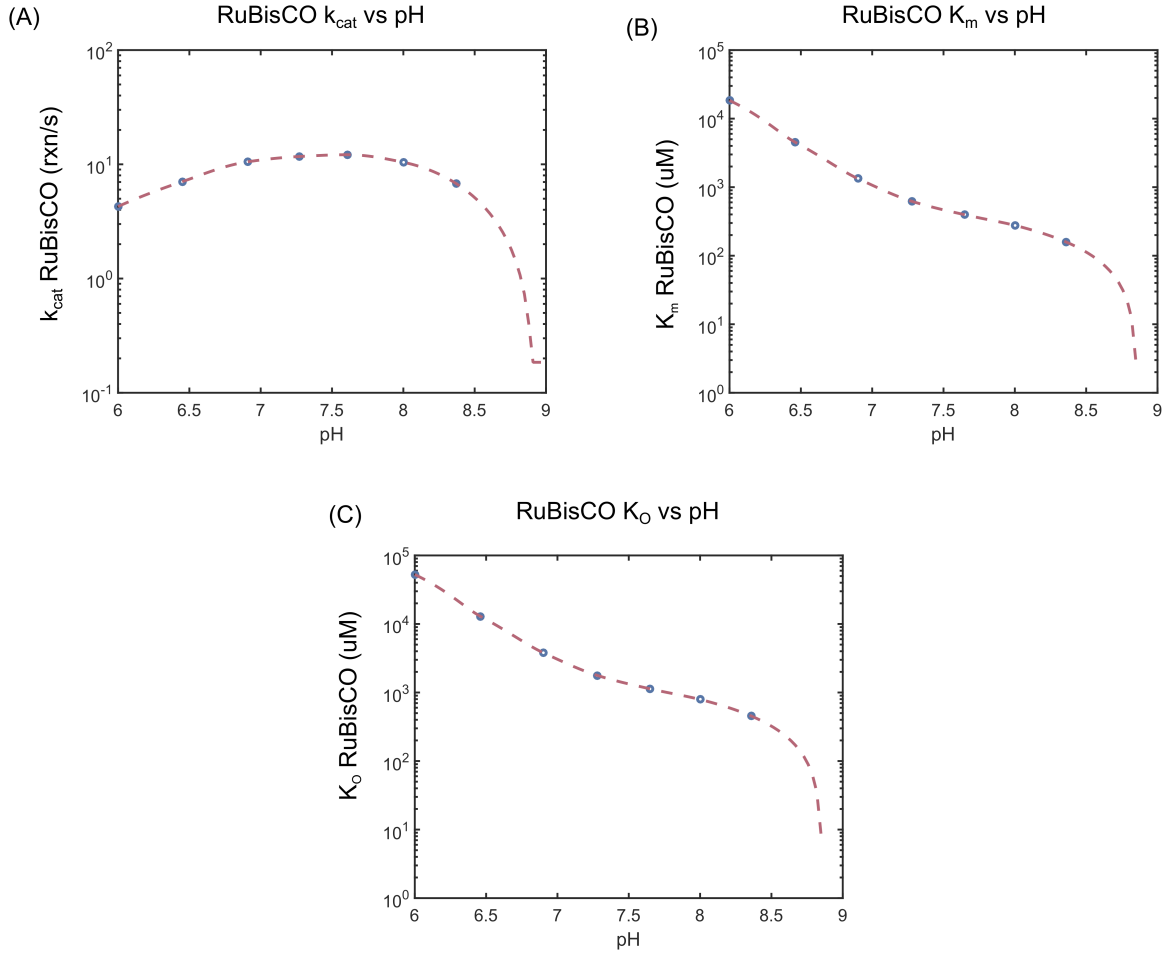 (A)
RuBisCO k_cat vs pH
10^2
10^1
10^0
10^-1
k_cat RuBisCO (rxn/s)
6 6.5 7 7.5 8 8.5 9
pH
(B)
RuBisCO K_m vs pH
10^5
10^4
10^3
10^2
10^1
10^0
K_m RuBisCO (uM)
6 6.5 7 7.5 8 8.5 9
pH
(C)
RuBisCO K_O vs pH
10^5
10^4
10^3
10^2
10^1
10^0
K_O RuBisCO (uM)
6 6.5 7 7.5 8 8.5 9
pH